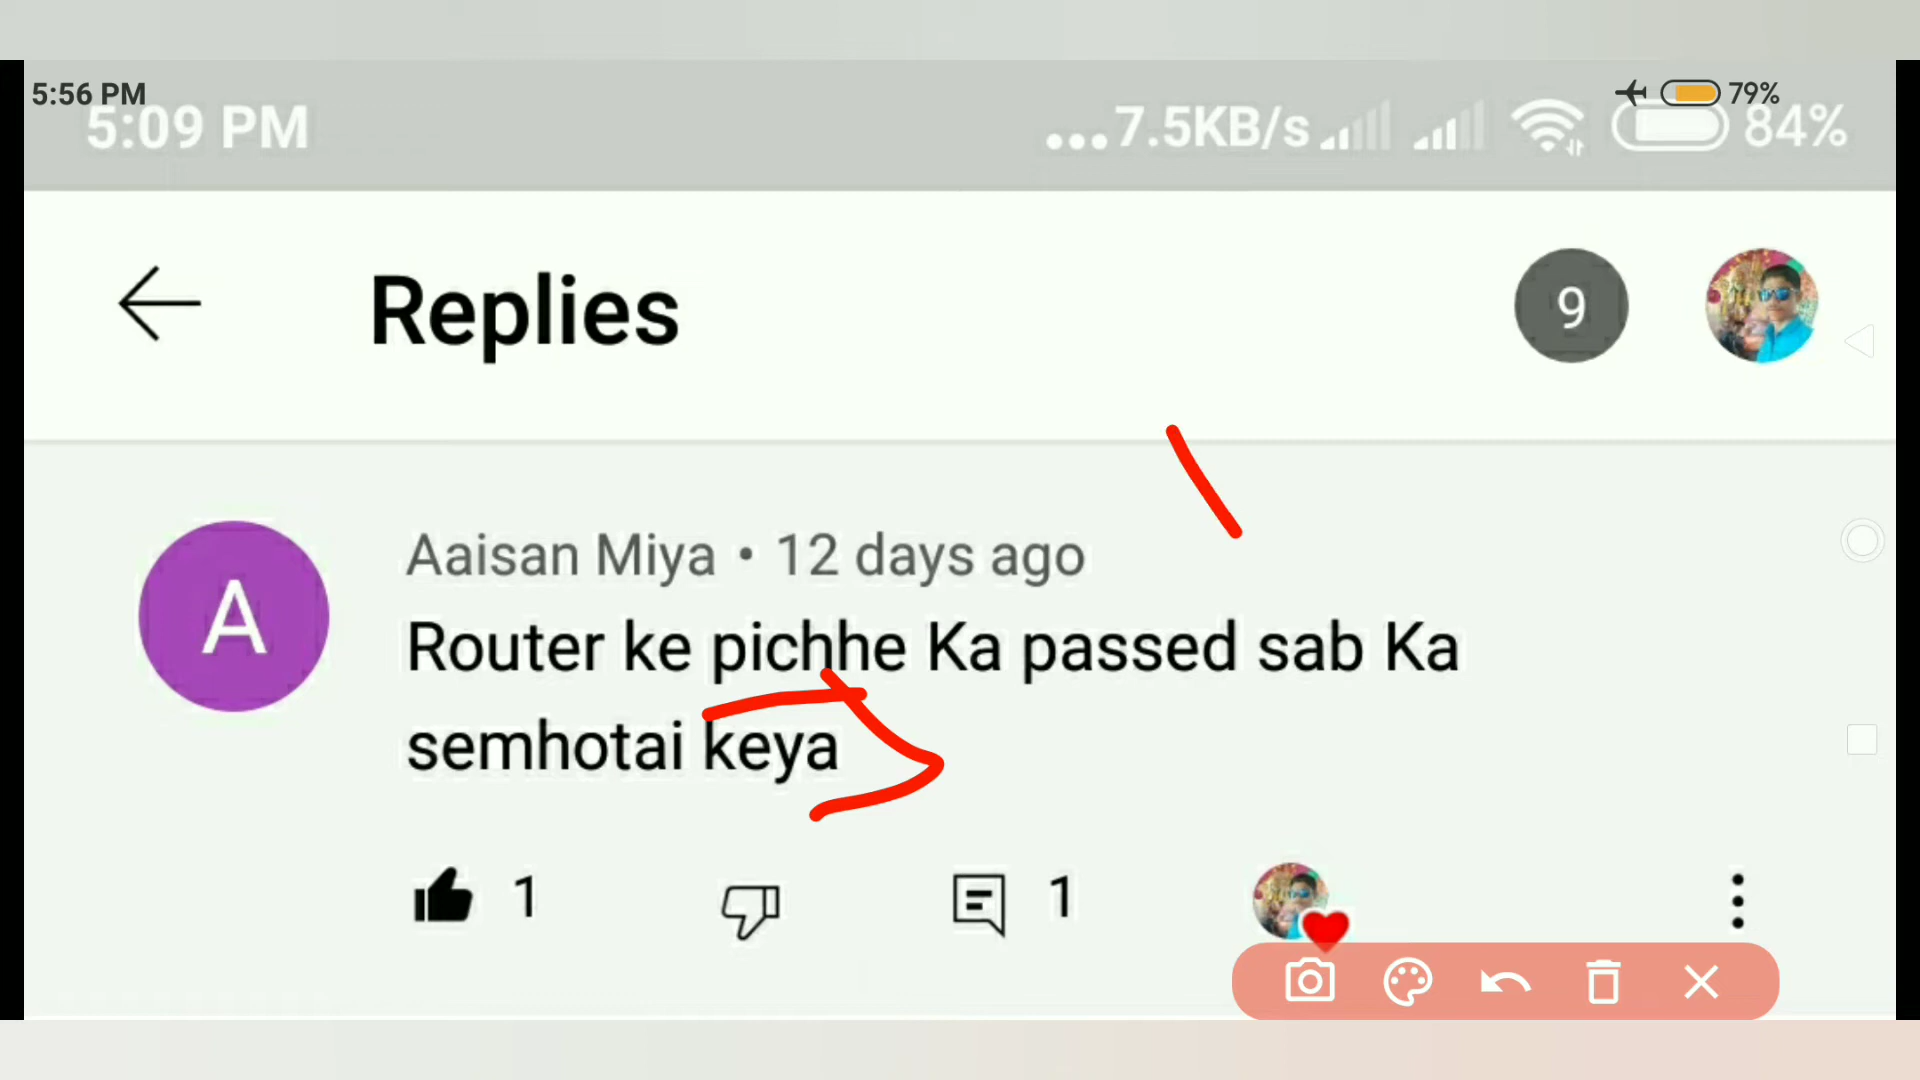 5:56 PM 79%
5:09 PM ...7.5KB/s 84%
Replies 9
A Aaisan Miya • 12 days ago
Router ke pichhe Ka passed sab Ka
semhotai keya
1 1